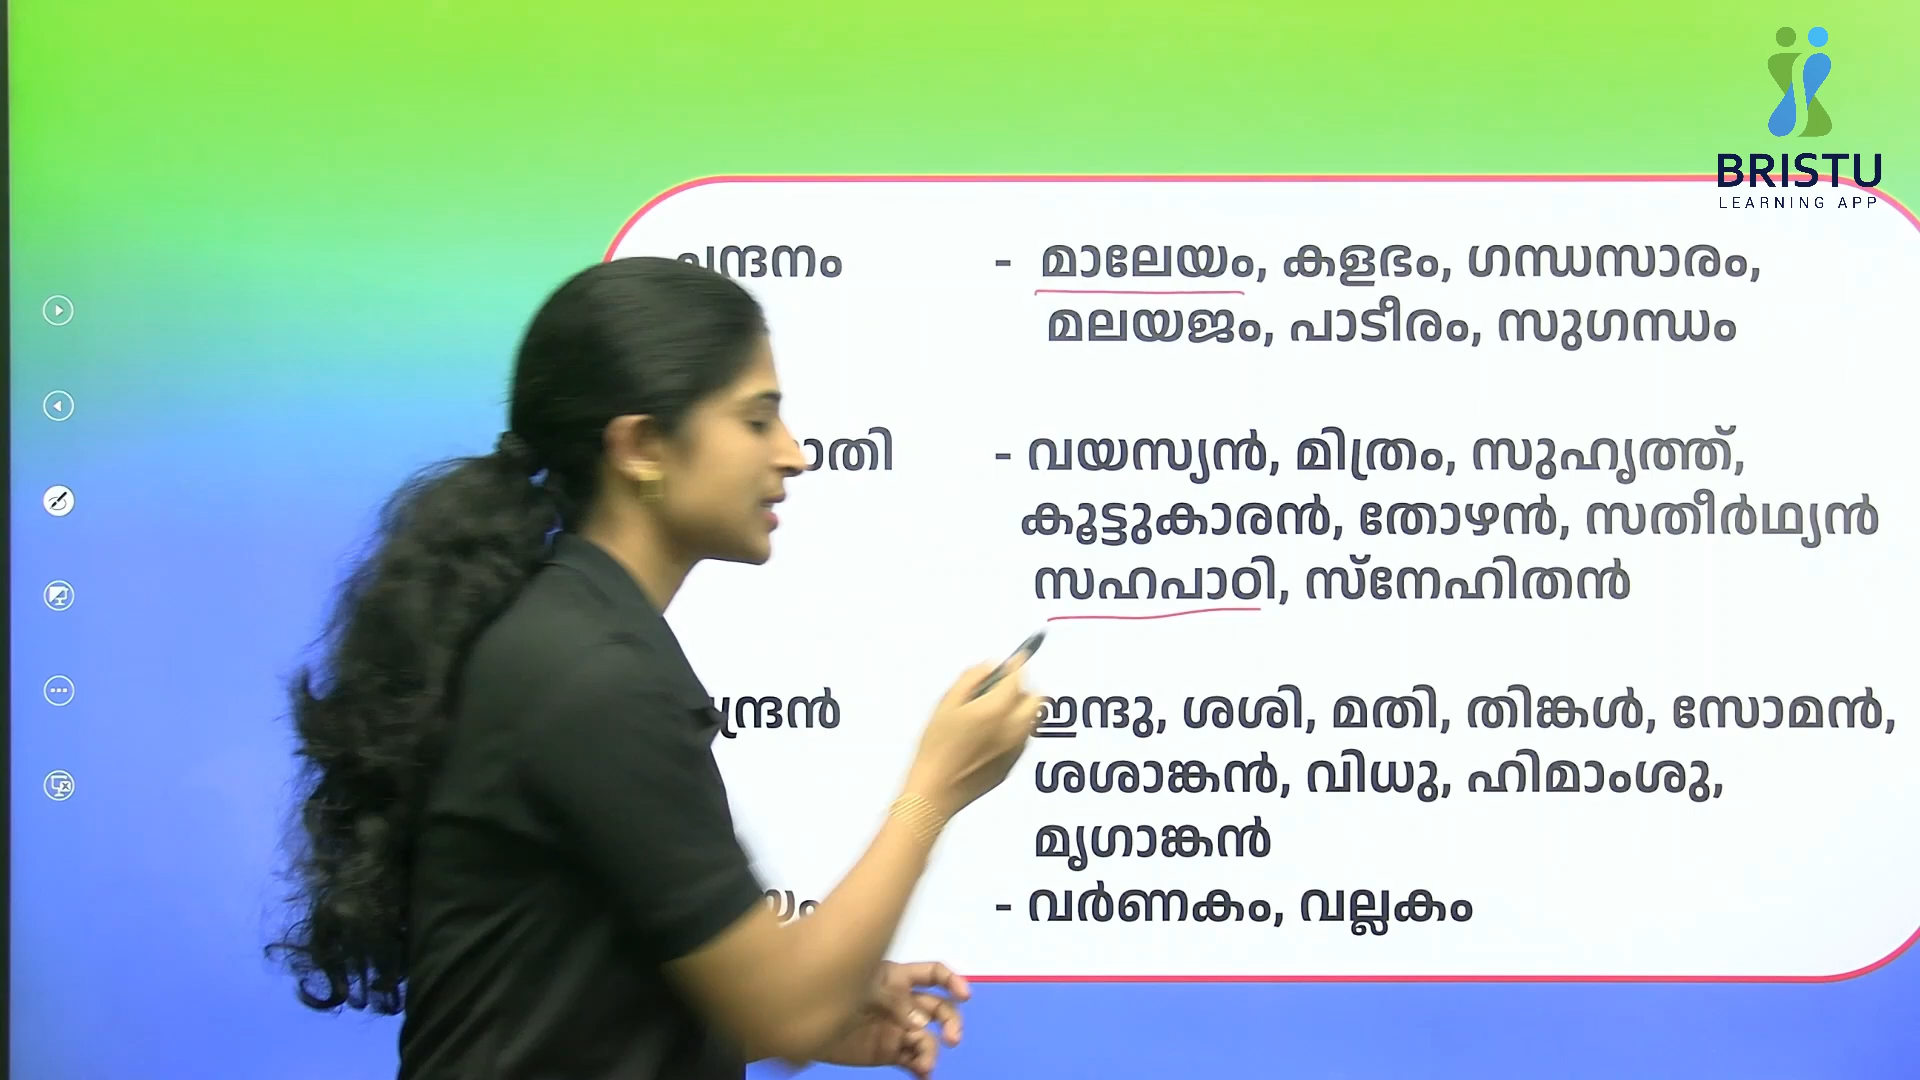 BRISTU
LEARNING APP
ചന്ദനം - മാലേയം, കളഭം, ഗന്ധസാരം,
മലയജം, പാടീരം, സുഗന്ധം
- വയസ്യൻ, മിത്രം, സുഹൃത്ത്,
കൂട്ടുകാരൻ, തോഴൻ, സതീർഥ്യൻ
സഹപാഠി, സ്നേഹിതൻ
ഇന്ദു, ശശി, മതി, തിങ്കൾ, സോമൻ,
ശശാങ്കൻ, വിധു, ഹിമാംശു,
മൃഗാങ്കൻ
- വർണകം, വല്ലകം